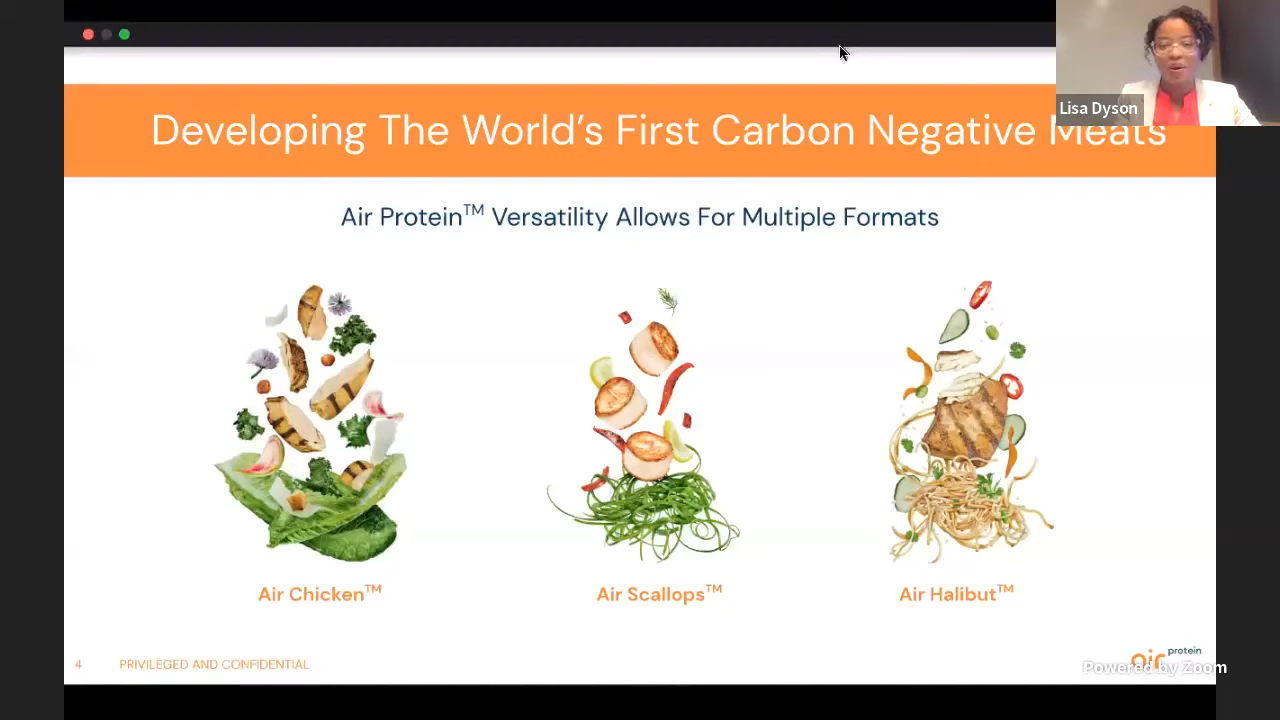 Lisa Dyson
Developing The World's First Carbon Negative Meats
Air Protein™ Versatility Allows For Multiple Formats
Air Chicken™
Air Scallops™
Air Halibut™
4
PRIVILEGED AND CONFIDENTIAL
air protein
Powered by Zoom